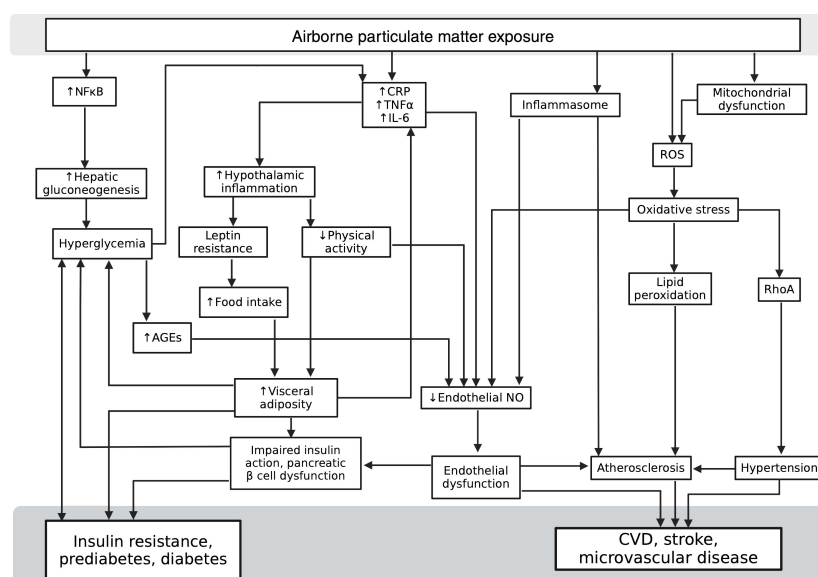 Airborne particulate matter exposure
↑NFκB
↑CRP
↑TNFα
↑IL-6
Inflammasome
Mitochondrial
dysfunction
ROS
↑Hepatic
gluconeogenesis
↑Hypothalamic
inflammation
Oxidative stress
Hyperglycemia
Leptin
resistance
↓Physical
activity
Lipid
peroxidation
RhoA
↑Food intake
↑AGEs
↑Visceral
adiposity
↓Endothelial NO
Impaired insulin
action, pancreatic
β cell dysfunction
Endothelial
dysfunction
Atherosclerosis
Hypertension
Insulin resistance,
prediabetes, diabetes
CVD, stroke,
microvascular disease